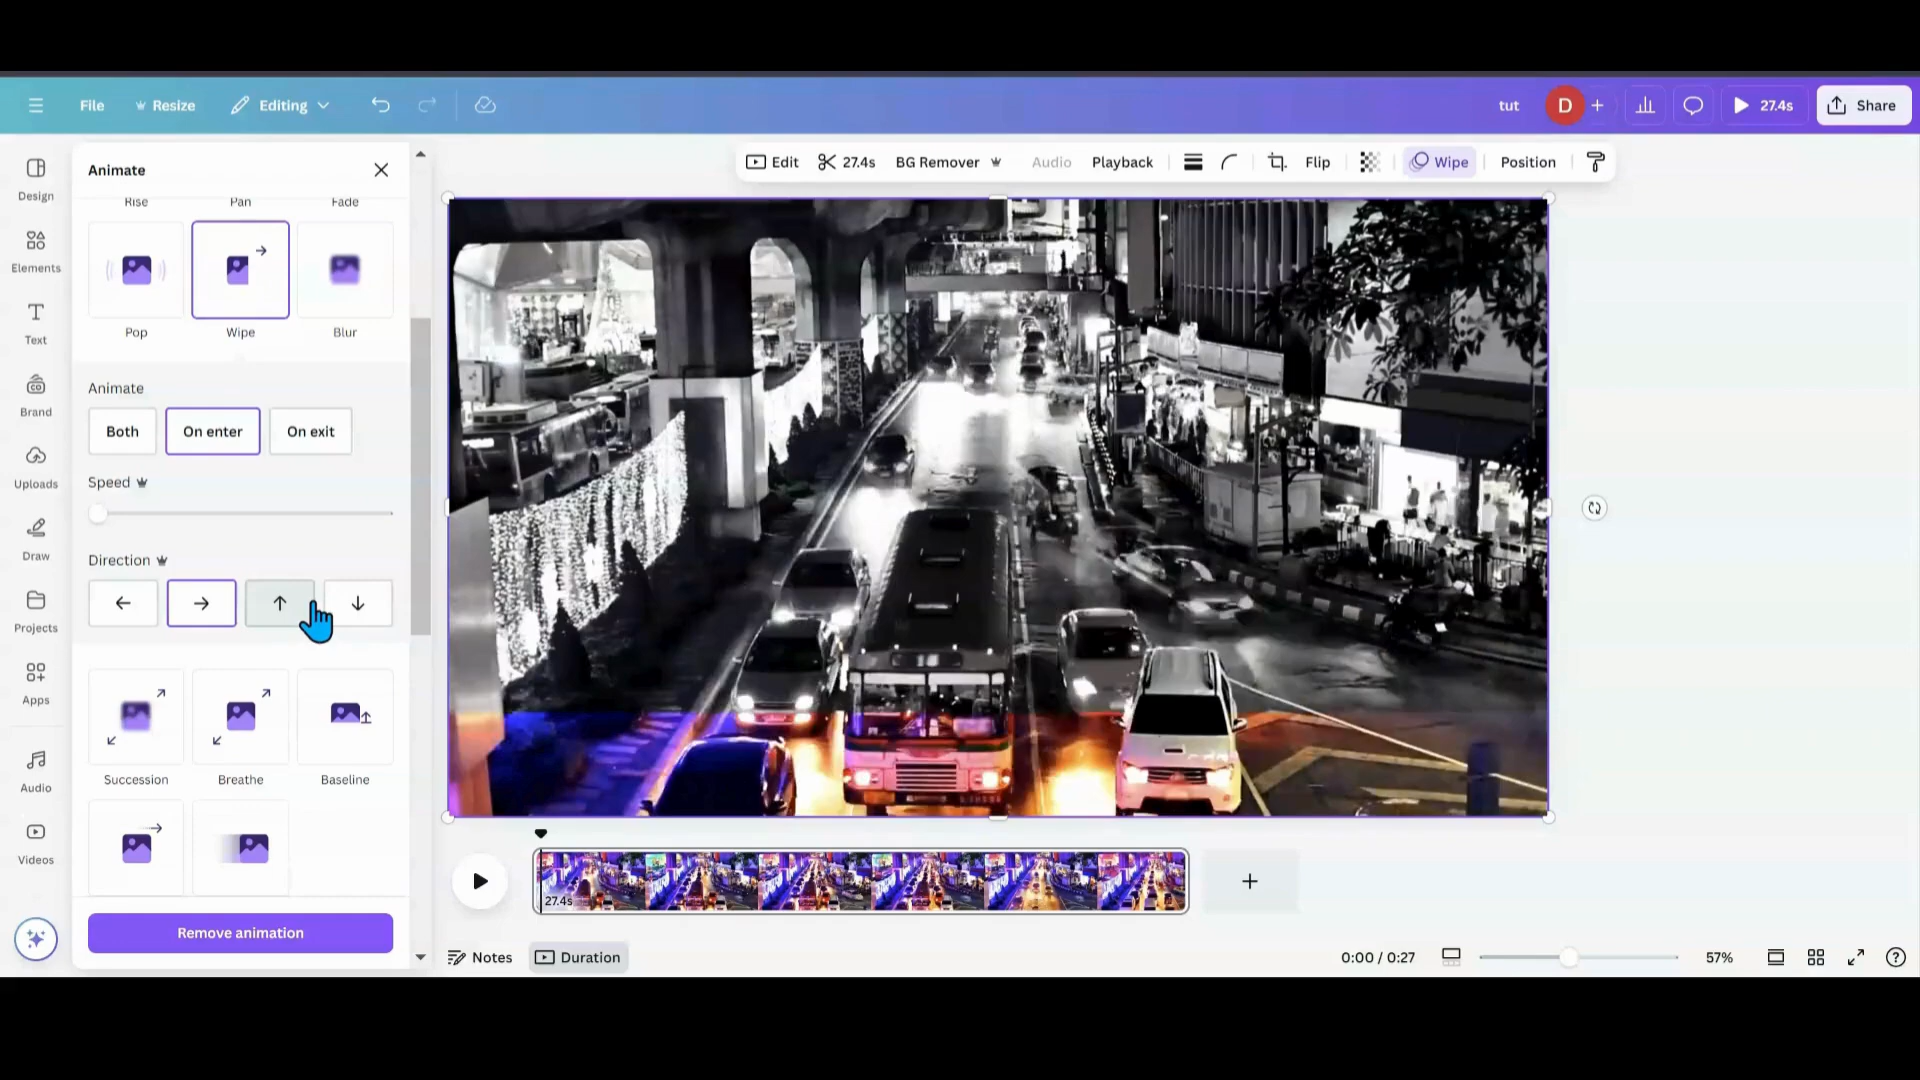 File
Resize
Editing
tut
D
27.4s
Share
Design
Elements
Text
Brand
Uploads
Draw
Projects
Apps
Audio
Videos
Animate
Rise
Pan
Fade
Pop
Wipe
Blur
Animate
Both
On enter
On exit
Speed
Direction
Succession
Breathe
Baseline
Remove animation
Edit
27.4s
BG Remover
Audio
Playback
Flip
Wipe
Position
27.4s
Notes
Duration
0:00 / 0:27
57%